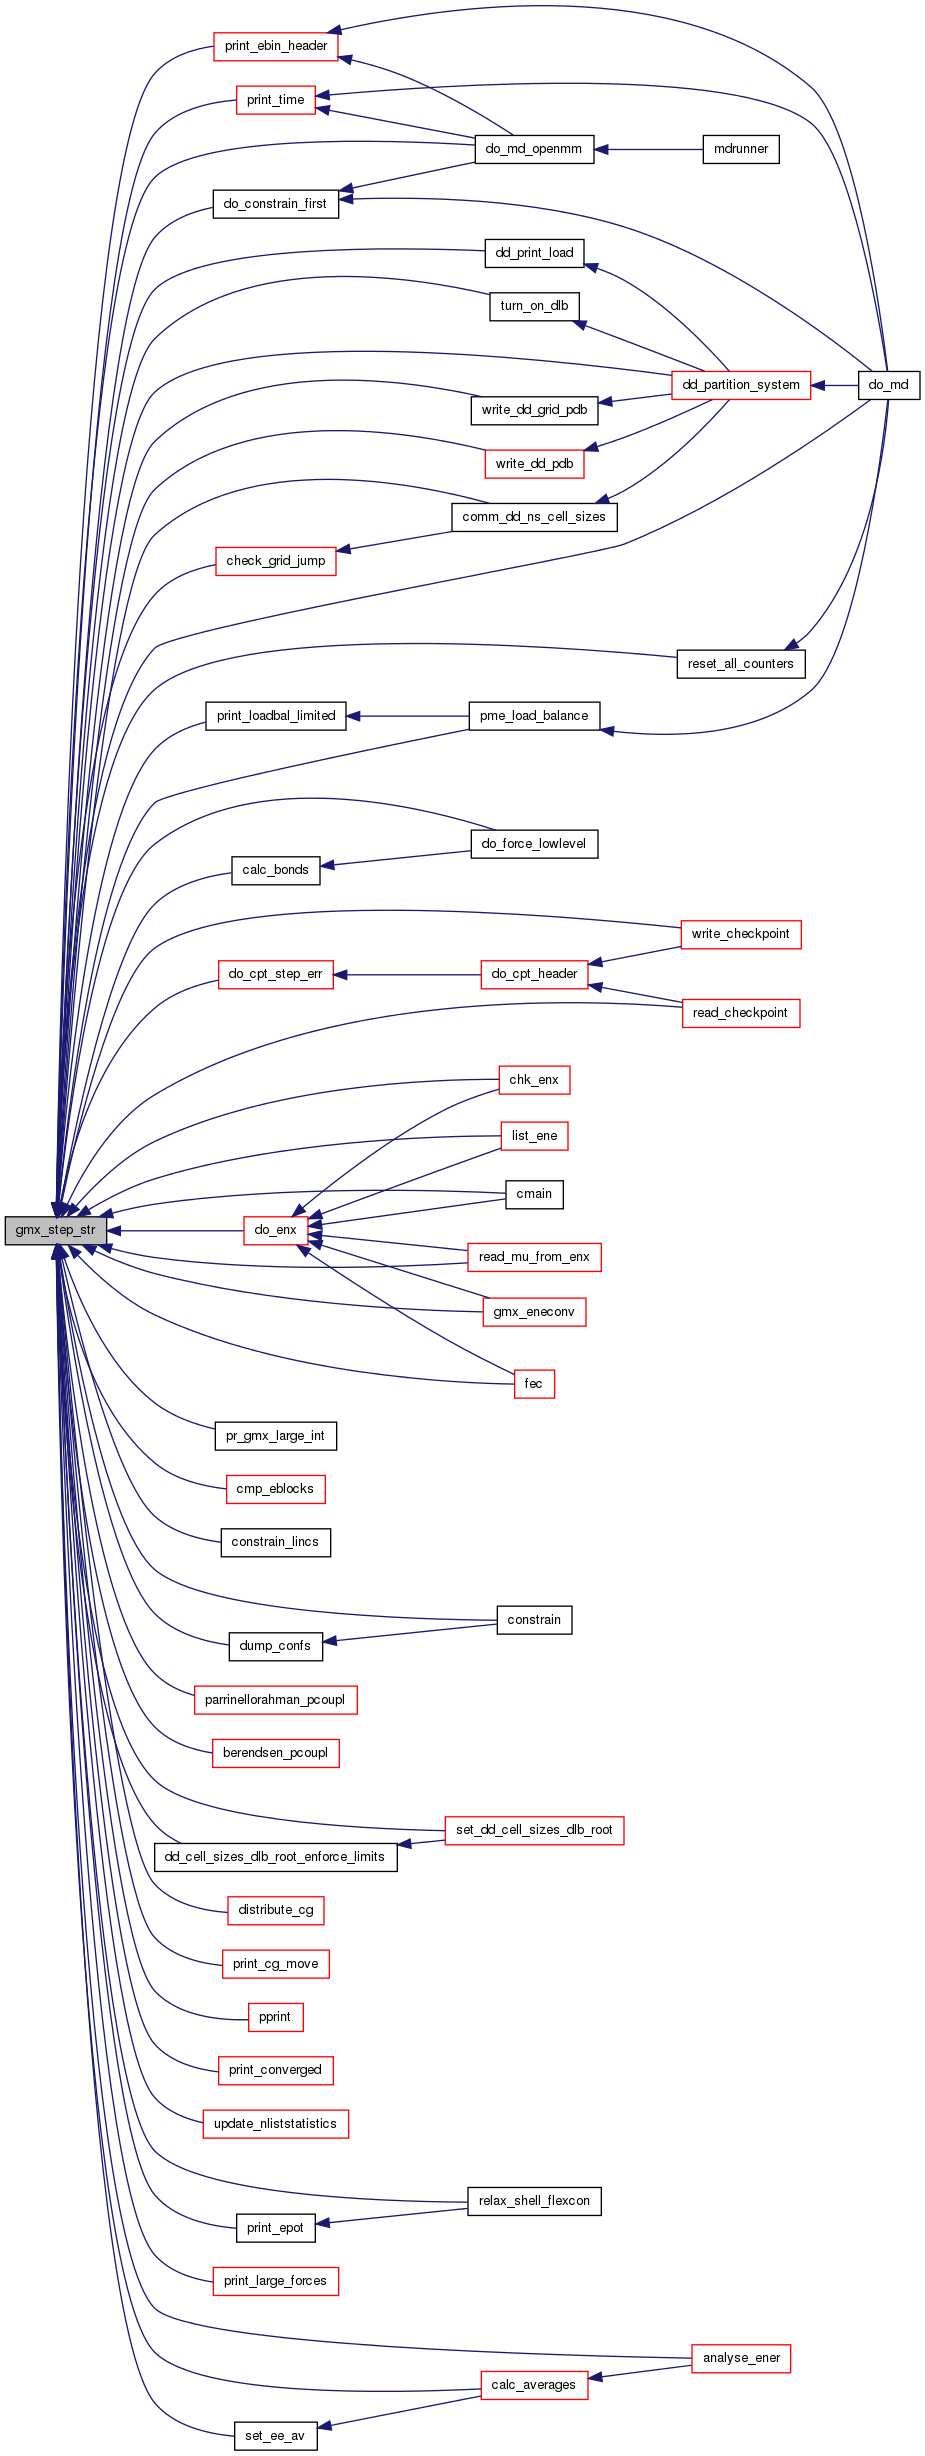 print_ebin_header
print_time
do_md_openmm
mdrunner
do_constrain_first
dd_print_load
turn_on_dlb
dd_partition_system
do_md
write_dd_grid_pdb
write_dd_pdb
comm_dd_ns_cell_sizes
check_grid_jump
reset_all_counters
print_loadbal_limited
pme_load_balance
do_force_lowlevel
calc_bonds
write_checkpoint
do_cpt_step_err
do_cpt_header
read_checkpoint
chk_enx
list_ene
cmain
gmx_step_str
do_enx
read_mu_from_enx
gmx_eneconv
fec
pr_gmx_large_int
cmp_eblocks
constrain_lincs
constrain
dump_confs
parrinellorahman_pcoupl
berendsen_pcoupl
set_dd_cell_sizes_dlb_root
dd_cell_sizes_dlb_root_enforce_limits
distribute_cg
print_cg_move
pprint
print_converged
update_nliststatistics
relax_shell_flexcon
print_epot
print_large_forces
analyse_ener
calc_averages
set_ee_av